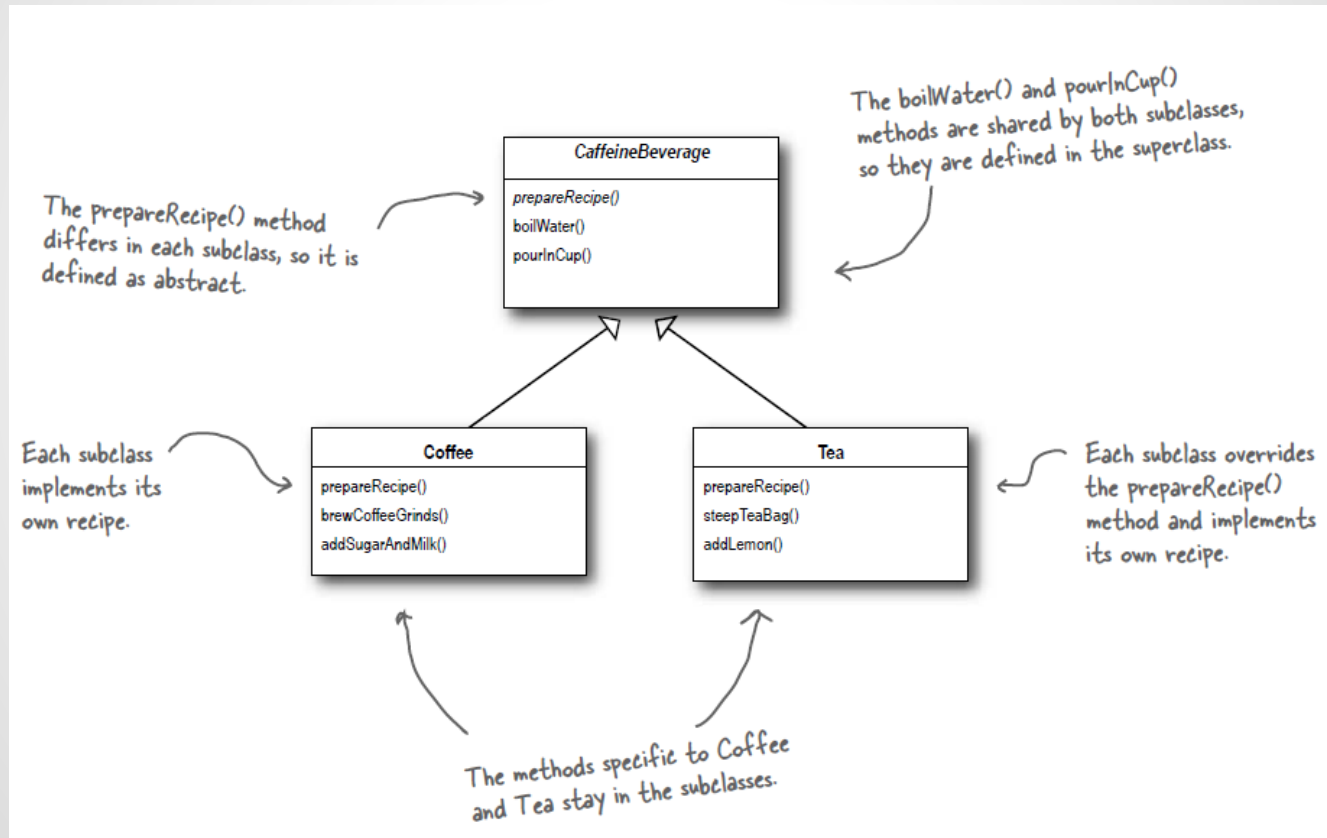 The boilWater() and pourInCup()
methods are shared by both subclasses,
so they are defined in the superclass.
CaffeineBeverage
prepareRecipe()
boilWater()
pourInCup()
The prepareRecipe() method
differs in each subclass, so it is
defined as abstract.
Each subclass
implements its
own recipe.
Coffee
prepareRecipe()
brewCoffeeGrinds()
addSugarAndMilk()
Tea
prepareRecipe()
steepTeaBag()
addLemon()
Each subclass overrides
the prepareRecipe()
method and implements
its own recipe.
The methods specific to Coffee
and Tea stay in the subclasses.